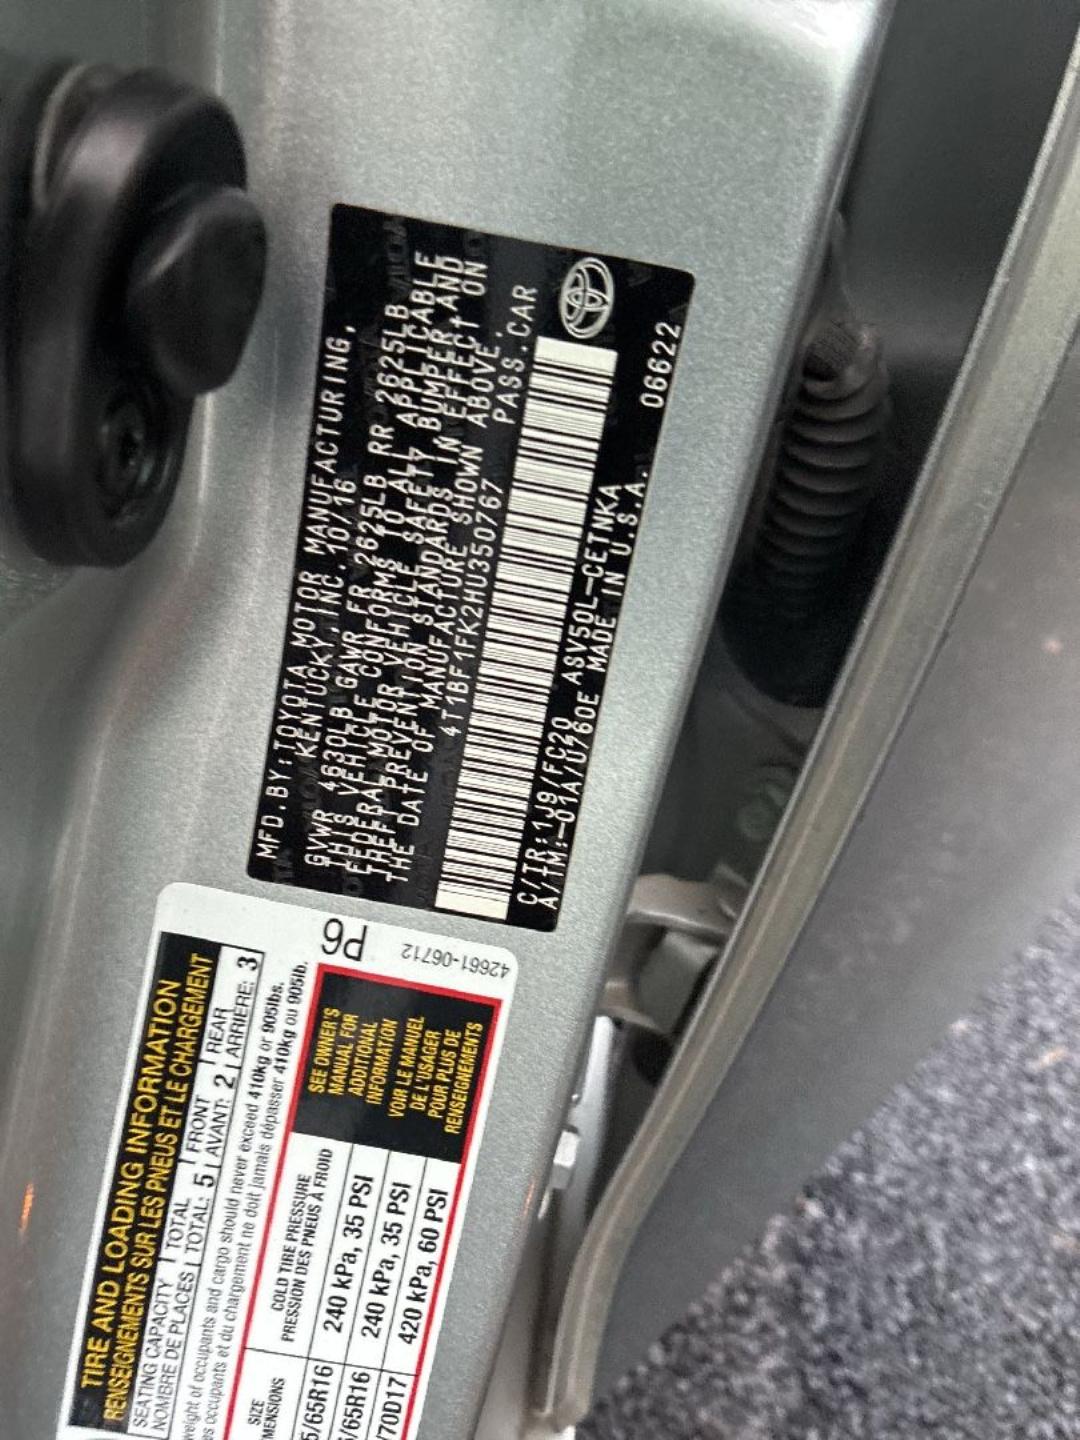 MFD.BY:TOYOTA MOTOR MANUFACTURING,
KENTUCKY,INC. 10/16
GVWR 4630LB GAWR FR 2625LB RR 2625LB
THIS VEHICLE CONFORMS TO ALL APPLICABLE
FEDERAL MOTOR VEHICLE SAFETY, BUMPER,AND
THEFT PREVENTION STANDARDS IN EFFECT ON
THE DATE OF MANUFACTURE SHOWN ABOVE.
4T1BF1FK2HU350767 PASS.CAR
C/TR:1J9/FC20 ASV50L-CETNKA
A/TM:-01A/U760E MADE IN U.S.A. 06622
P6
42661-06712
TIRE AND LOADING INFORMATION
RENSEIGNEMENTS SUR LES PNEUS ET LE CHARGEMENT
SEATING CAPACITY TOTAL FRONT REAR
NOMBRE DE PLACES TOTAL: 5 AVANT: 2 ARRIÈRE: 3
weight of occupants and cargo should never exceed 410kg or 905lbs.
occupants et du chargement ne doit jamais dépasser 410kg ou 905lb.
SIZE COLD TIRE PRESSURE
PRESSION DES PNEUS À FROID
5/65R16 240 kPa, 35 PSI
/65R16 240 kPa, 35 PSI
/70D17 420 kPa, 60 PSI
SEE OWNER'S
MANUAL FOR
ADDITIONAL
INFORMATION
VOIR LE MANUEL
DE L'USAGER
POUR PLUS DE
RENSEIGNEMENTS